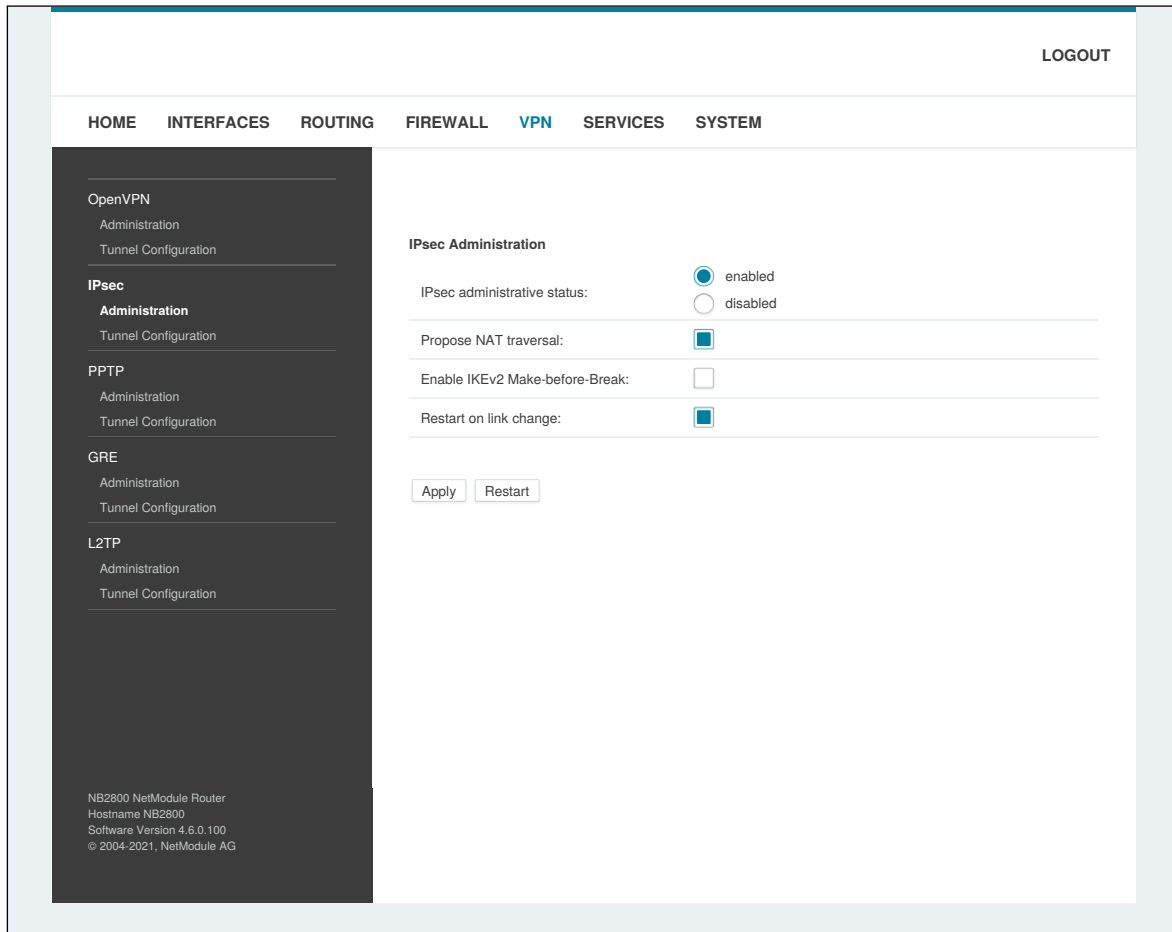 LOGOUT
HOME INTERFACES ROUTING FIREWALL VPN SERVICES SYSTEM
OpenVPN
Administration
Tunnel Configuration
IPsec
Administration
Tunnel Configuration
PPTP
Administration
Tunnel Configuration
GRE
Administration
Tunnel Configuration
L2TP
Administration
Tunnel Configuration
NB2800 NetModule Router
Hostname NB2800
Software Version 4.6.0.100
© 2004-2021, NetModule AG
IPsec Administration
IPsec administrative status:
enabled
disabled
Propose NAT traversal:
Enable IKEv2 Make-before-Break:
Restart on link change:
Apply Restart